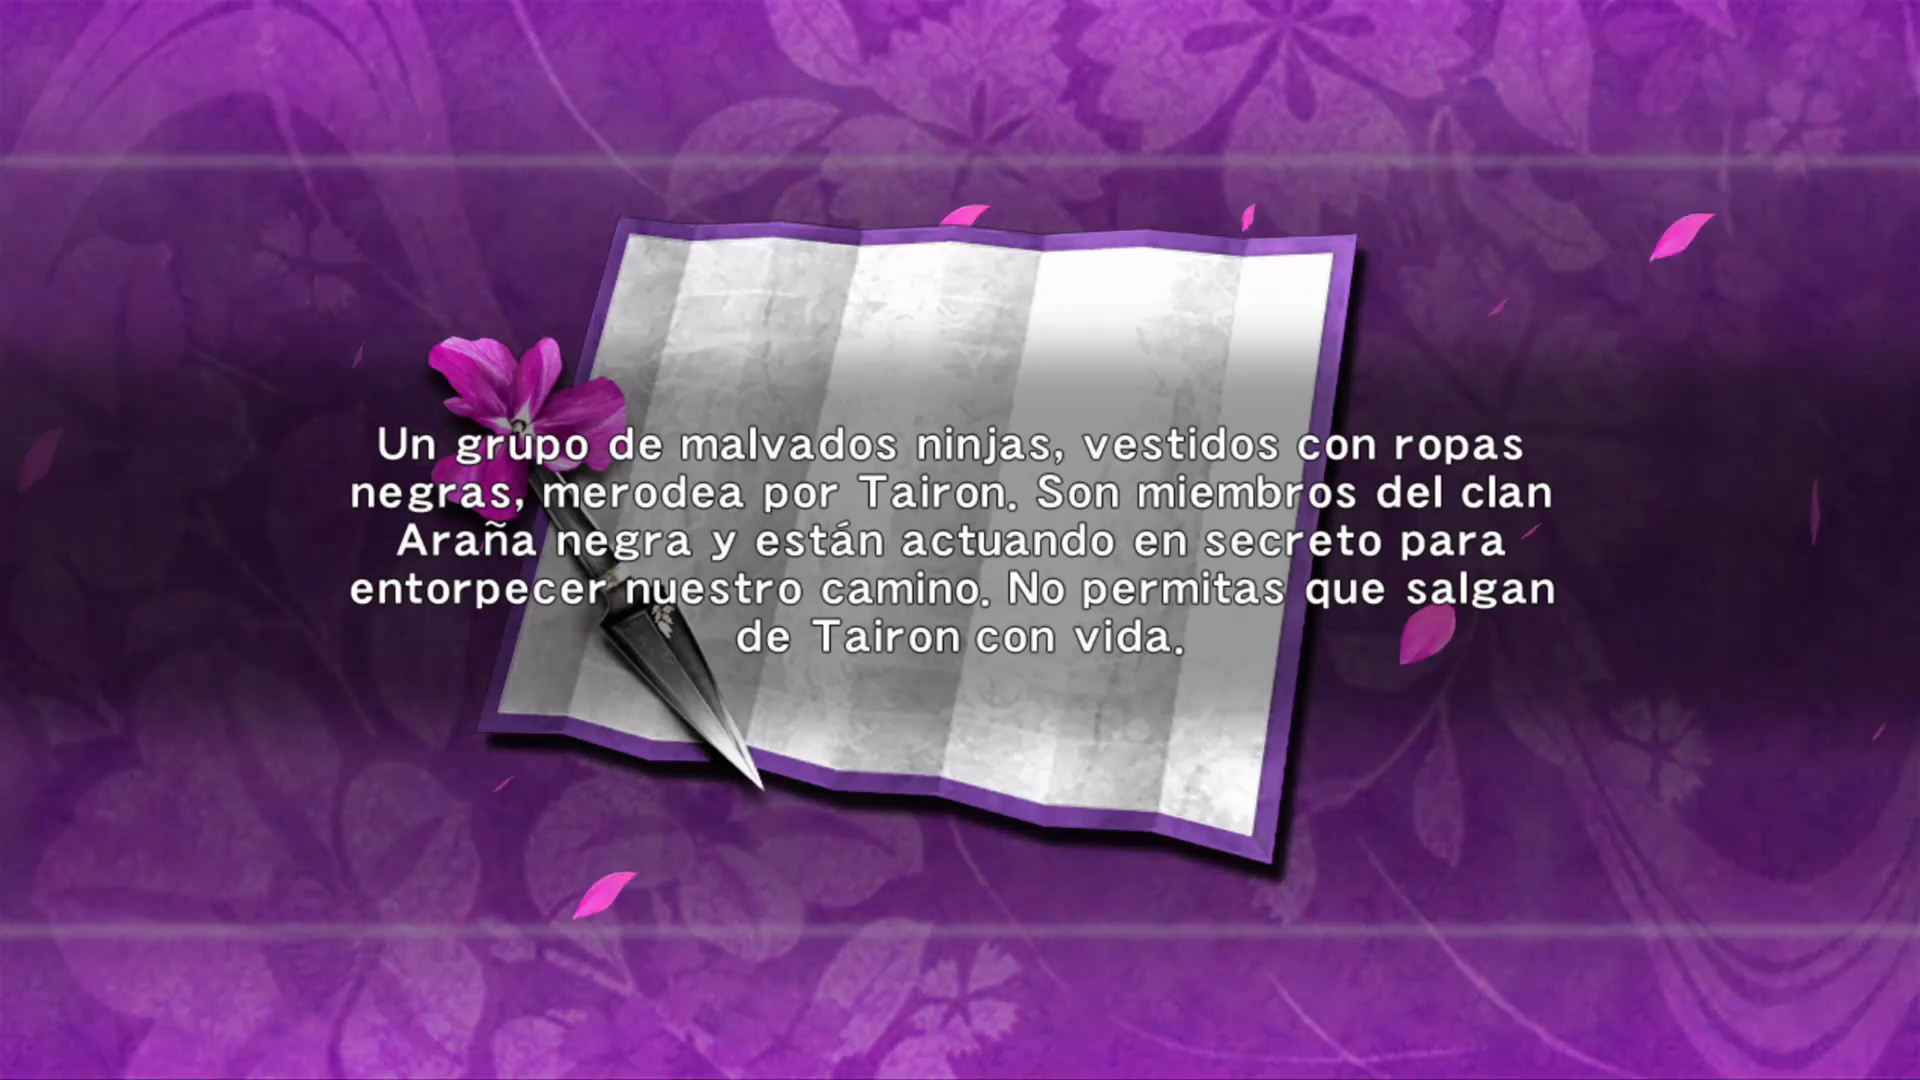 Un grupo de malvados ninjas, vestidos con ropas
negras, merodea por Tairon. Son miembros del clan
Araña negra y están actuando en secreto para
entorpecer nuestro camino. No permitas que salgan
de Tairon con vida.